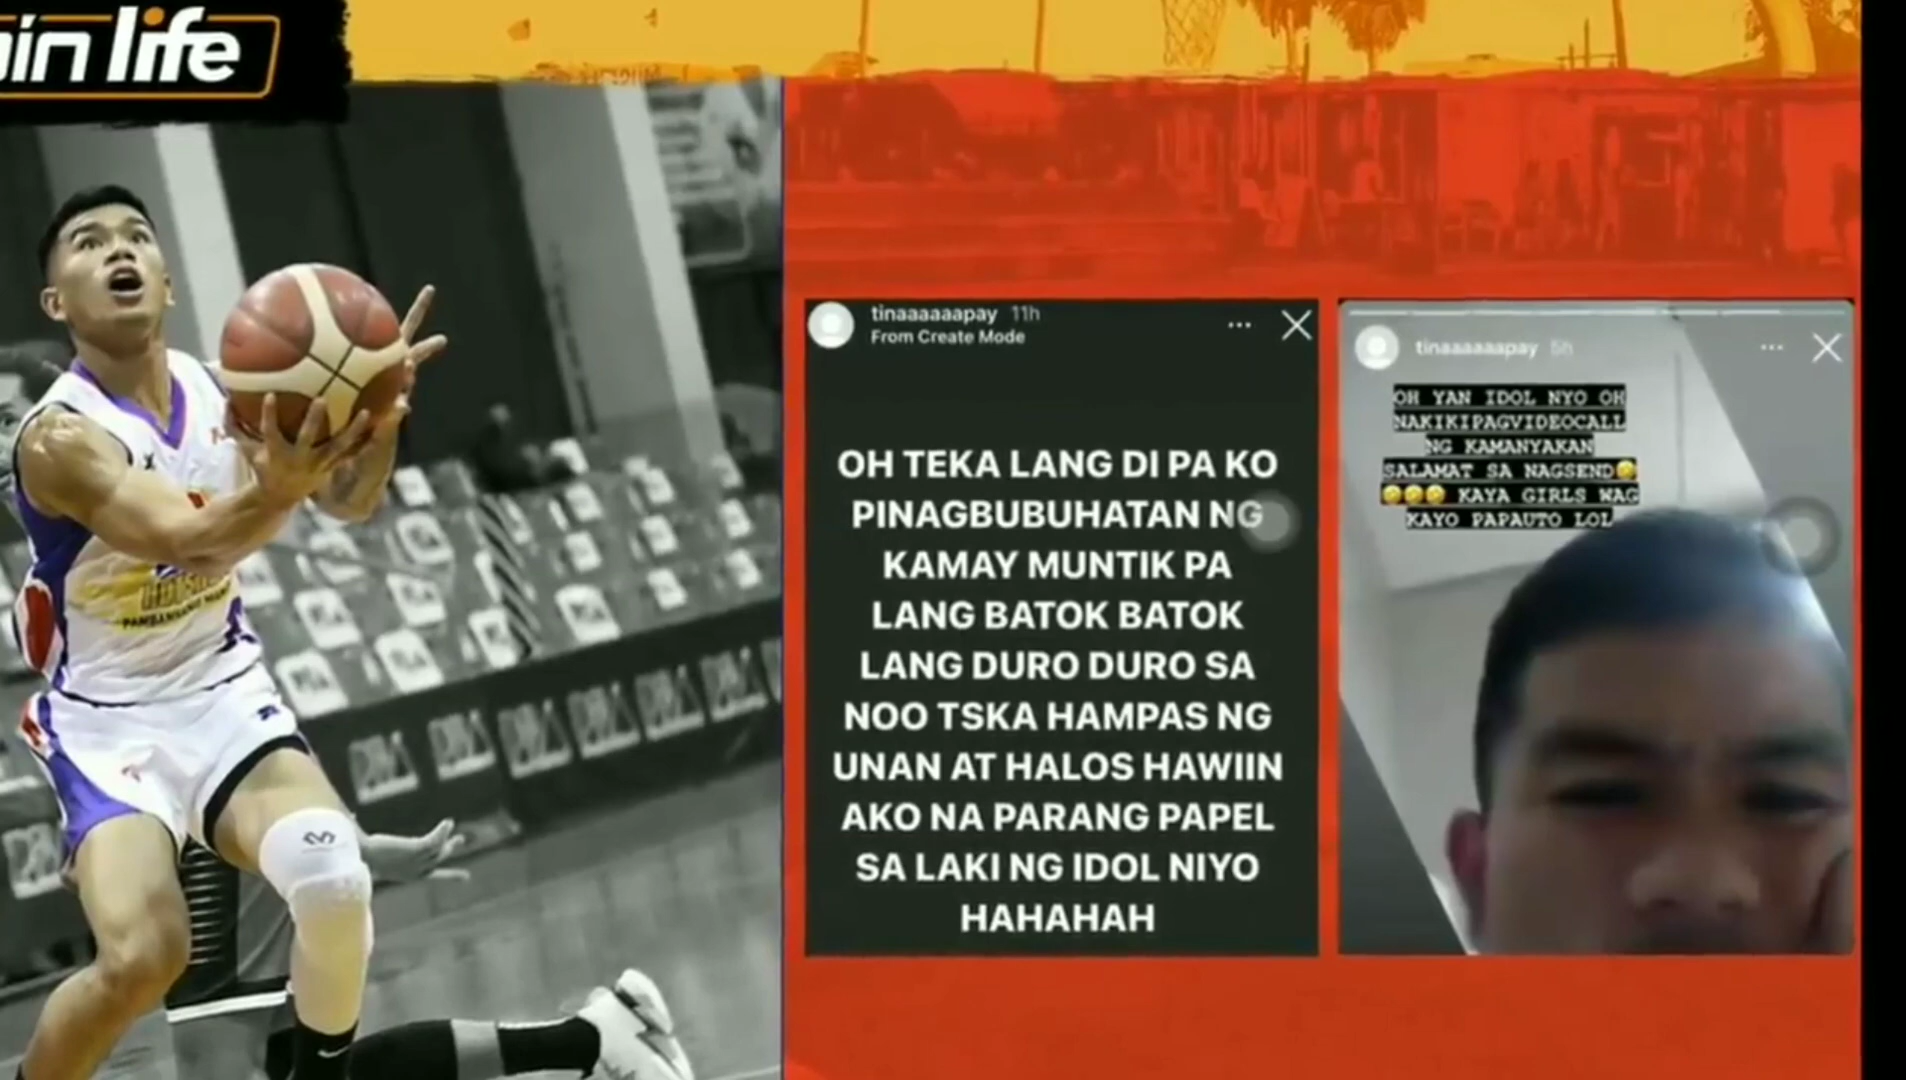 in life
tinaaaaaapay 11h
From Create Mode
OH TEKA LANG DI PA KO
PINAGBUBUHATAN NG
KAMAY MUNTIK PA
LANG BATOK BATOK
LANG DURO DURO SA
NOO TSKA HAMPAS NG
UNAN AT HALOS HAWIIN
AKO NA PARANG PAPEL
SA LAKI NG IDOL NIYO
HAHAHAH
tinaaaaaapay 5h
OH YAN IDOL NYO OH
NAKIKIPAGVIDEOCALL
NG KAMANYAKAN
SALAMAT SA NAGSEND🤣
🤣🤣🤣 KAYA GIRLS WAG
KAYO PAPAUTO LOL